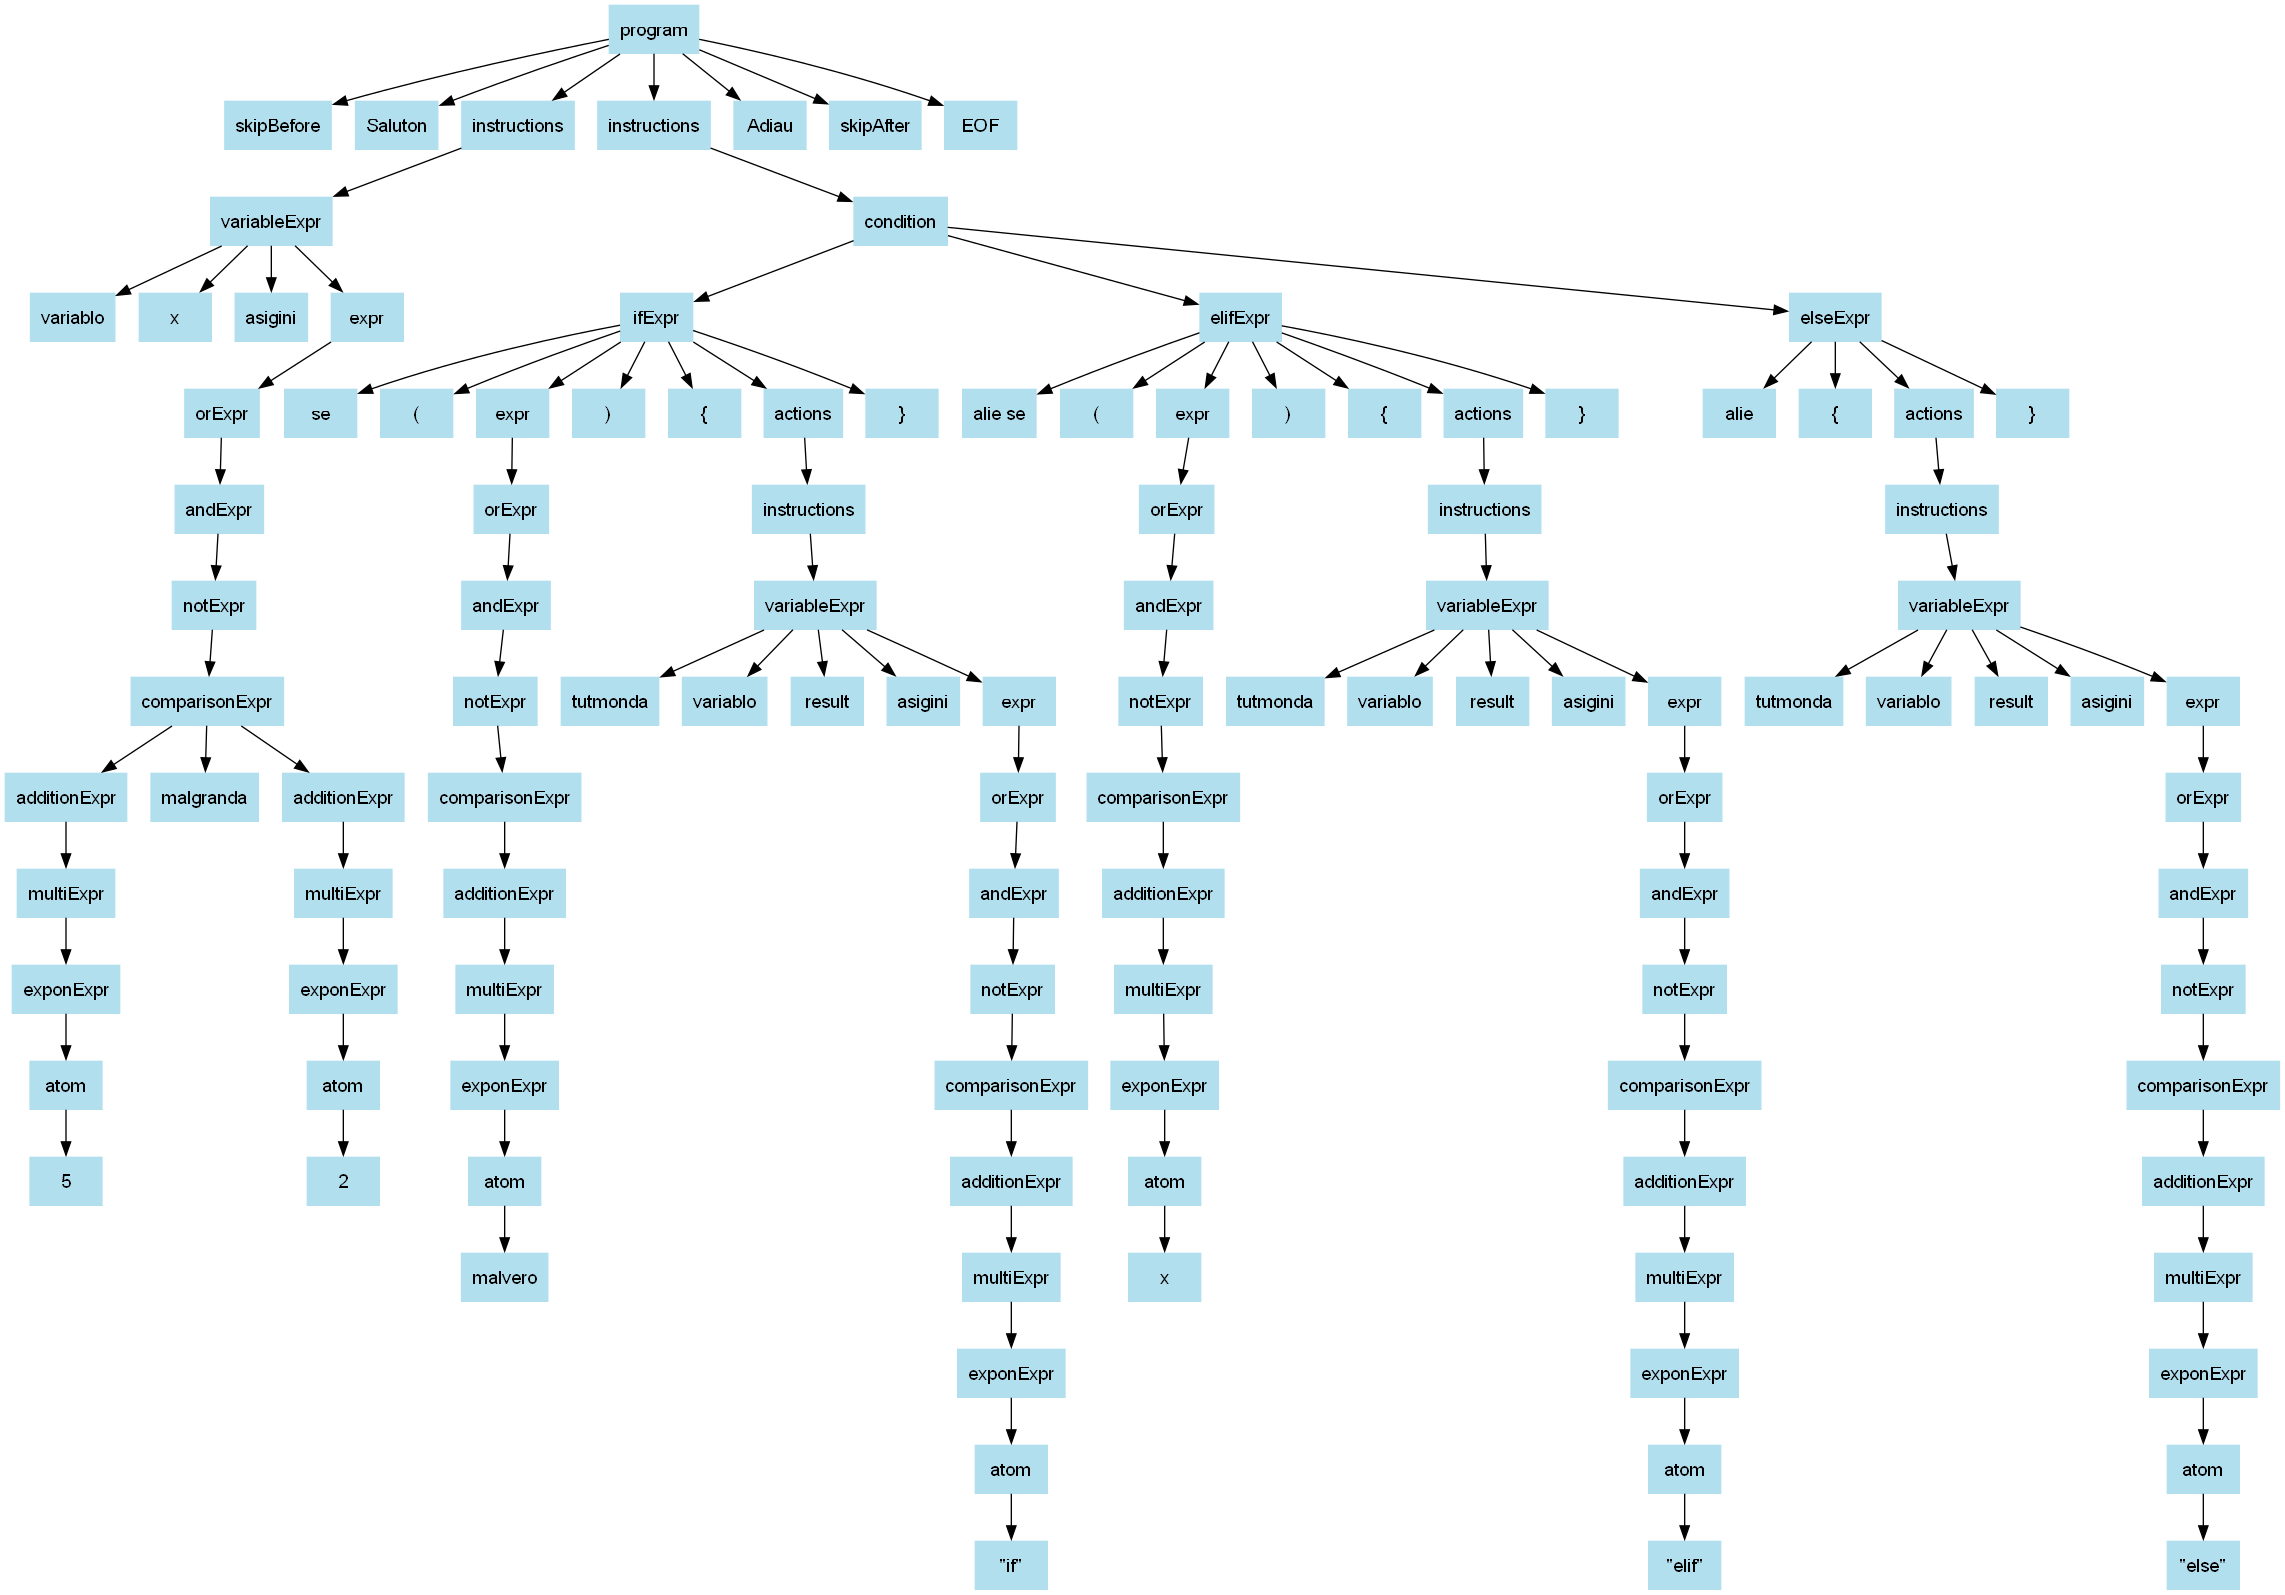 program
skipBefore Saluton instructions instructions Adiau skipAfter EOF
variableExpr condition
variablo x asigini expr ifExpr elifExpr elseExpr
orExpr se ( expr ) { actions } alie se ( expr ) { actions } alie { actions }
andExpr orExpr instructions orExpr instructions instructions
notExpr andExpr variableExpr andExpr variableExpr variableExpr
comparisonExpr notExpr tutmonda variablo result asigini expr notExpr tutmonda variablo result asigini expr tutmonda variablo result asigini expr
additionExpr malgranda additionExpr comparisonExpr orExpr comparisonExpr orExpr orExpr
multiExpr multiExpr additionExpr andExpr additionExpr andExpr andExpr
exponExpr exponExpr multiExpr notExpr multiExpr notExpr notExpr
atom atom exponExpr comparisonExpr exponExpr comparisonExpr comparisonExpr
5 2 atom additionExpr atom additionExpr additionExpr
malvero multiExpr x multiExpr multiExpr
exponExpr exponExpr exponExpr
atom atom atom
"if" "elif" "else"